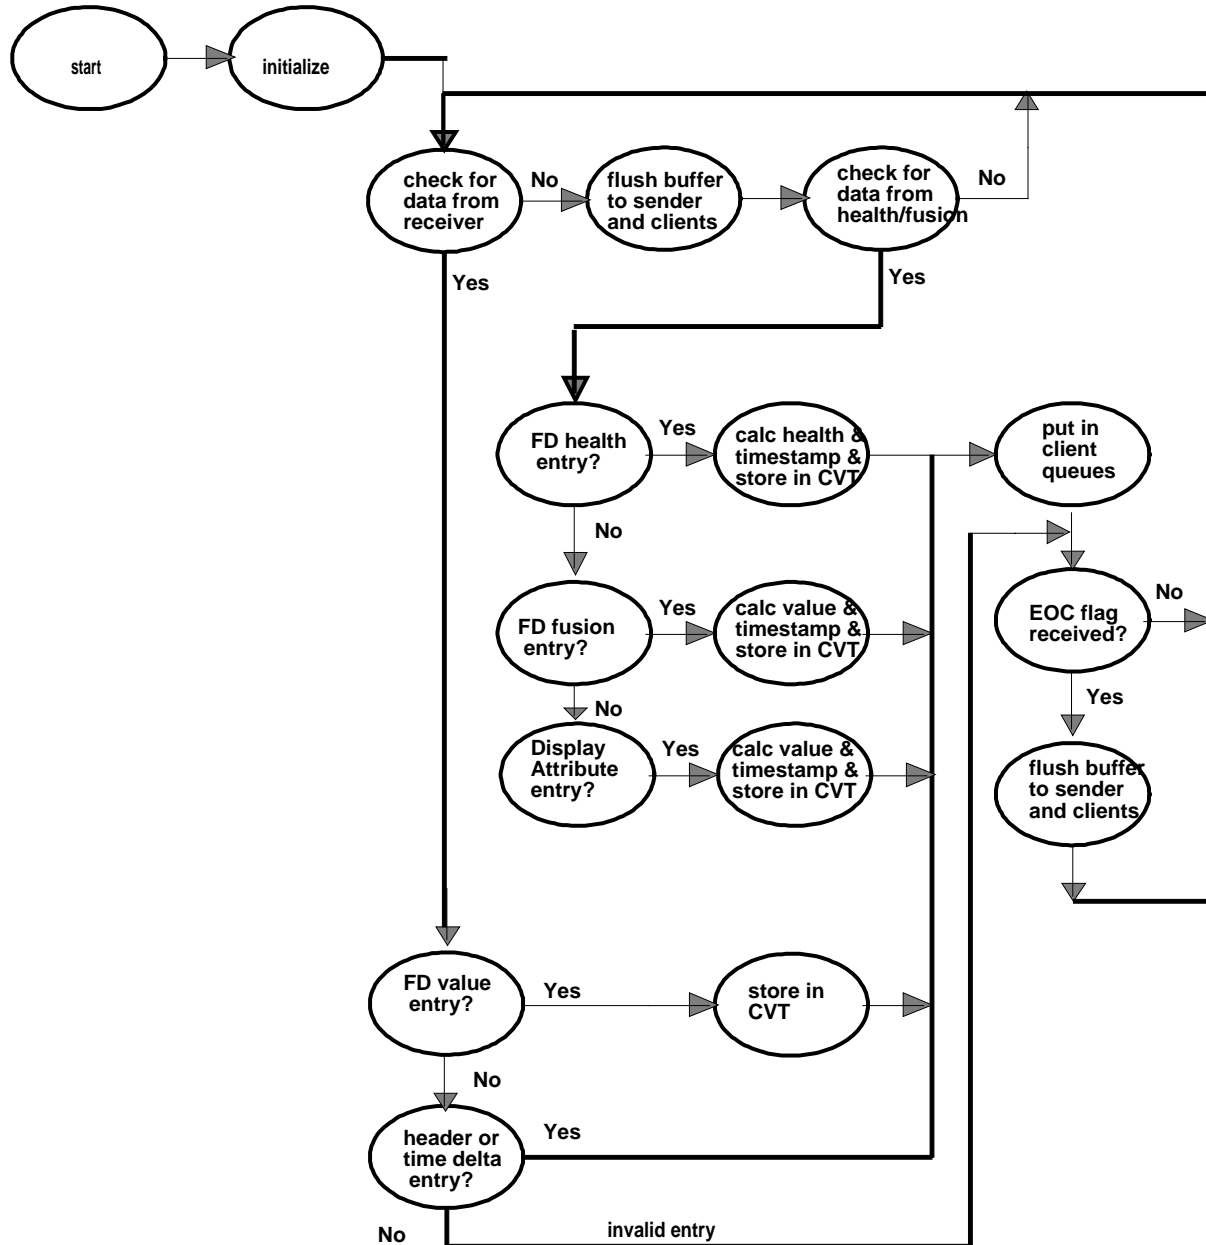 start
initialize
check for
data from
receiver
No
flush buffer
to sender
and clients
check for
data from
health/fusion
No
Yes
Yes
FD health
entry?
Yes
calc health &
timestamp &
store in CVT
put in
client
queues
No
FD fusion
entry?
Yes
calc value &
timestamp &
store in CVT
EOC flag
received?
No
No
Yes
Display
Attribute
entry?
Yes
calc value &
timestamp &
store in CVT
flush buffer
to sender
and clients
FD value
entry?
Yes
store in
CVT
No
header or
time delta
entry?
Yes
No
invalid entry